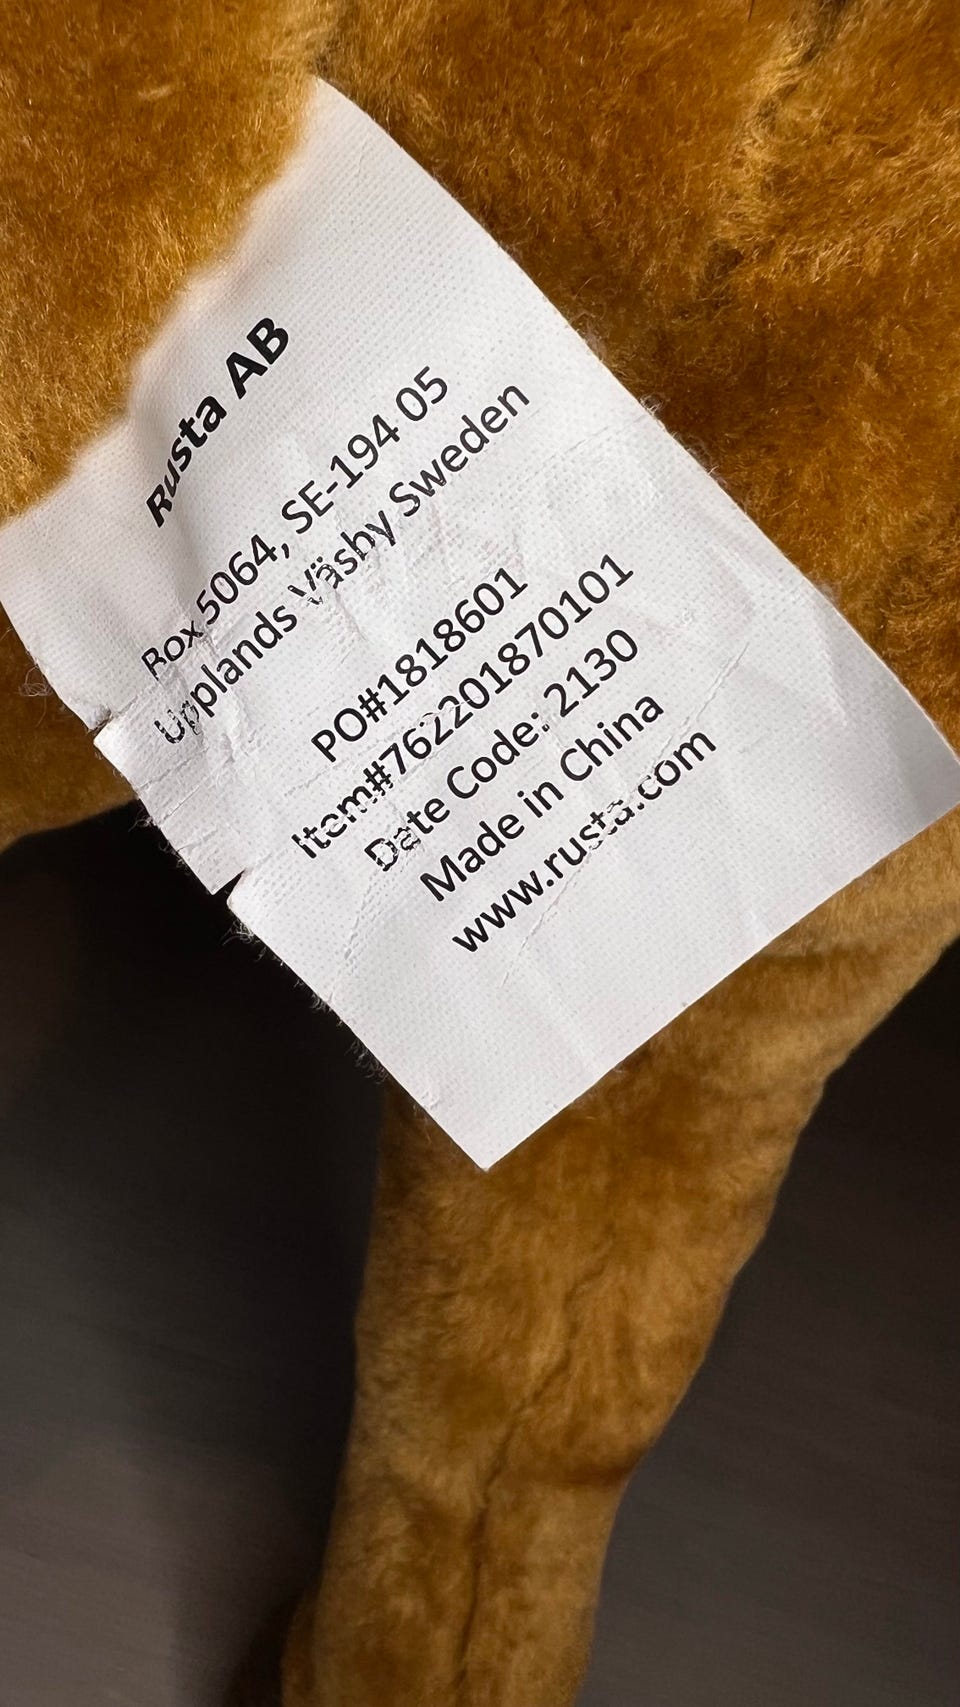 Rusta AB
Box 5064, SE-194 05
Upplands Väsby Sweden
PO#1818601
Item#762201870101
Date Code: 2130
Made in China
www.rusta.com